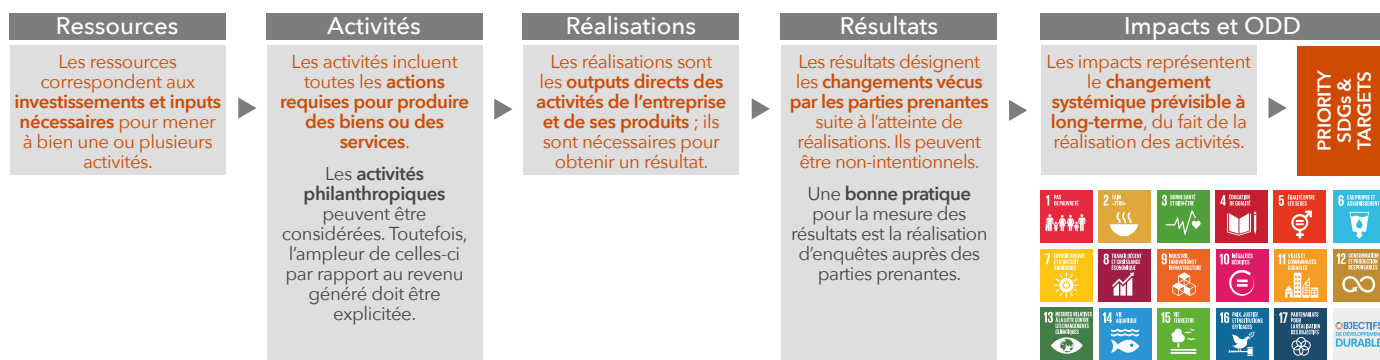 Ressources
Les ressources
correspondent aux
investissements et inputs
nécessaires pour mener
à bien une ou plusieurs
activités.
Activités
Les activités incluent
toutes les actions
requises pour produire
des biens ou des
services.
Les activités
philanthropiques
peuvent être
considérées. Toutefois,
l’ampleur de celles-ci
par rapport au revenu
généré doit être
explicitée.
Réalisations
Les réalisations sont
les outputs directs des
activités de l’entreprise
et de ses produits ; ils
sont nécessaires pour
obtenir un résultat.
Résultats
Les résultats désignent
les changements vécus
par les parties prenantes
suite à l’atteinte de
réalisations. Ils peuvent
être non-intentionnels.
Une bonne pratique
pour la mesure des
résultats est la réalisation
d’enquêtes auprès des
parties prenantes.
Impacts et ODD
Les impacts représentent
le changement
systémique prévisible à
long-terme, du fait de la
réalisation des activités.
PRIORITY
SDGs &
TARGETS
1 PAS
DE PAUVRETÉ
2 FAIM
«ZÉRO»
3 BONNE SANTÉ
ET BIEN-ÊTRE
4 ÉDUCATION
DE QUALITÉ
5 ÉGALITÉ ENTRE
LES SEXES
6 EAU PROPRE ET
ASSAINISSEMENT
7 ÉNERGIE PROPRE
ET D'UN COÛT
ABORDABLE
8 TRAVAIL DÉCENT
ET CROISSANCE
ÉCONOMIQUE
9 INDUSTRIE,
INNOVATION ET
INFRASTRUCTURE
10 INÉGALITÉS
RÉDUITES
11 VILLES ET
COMMUNAUTÉS
DURABLES
12 CONSOMMATION
ET PRODUCTION
RESPONSABLES
13 MESURES RELATIVES
À LA LUTTE CONTRE
LES CHANGEMENTS
CLIMATIQUES
14 VIE
AQUATIQUE
15 VIE
TERRESTRE
16 PAIX, JUSTICE
ET INSTITUTIONS
EFFICACES
17 PARTENARIATS
POUR
LA RÉALISATION
DES OBJECTIFS
OBJECTIFS
DE DÉVELOPPEMENT
DURABLE